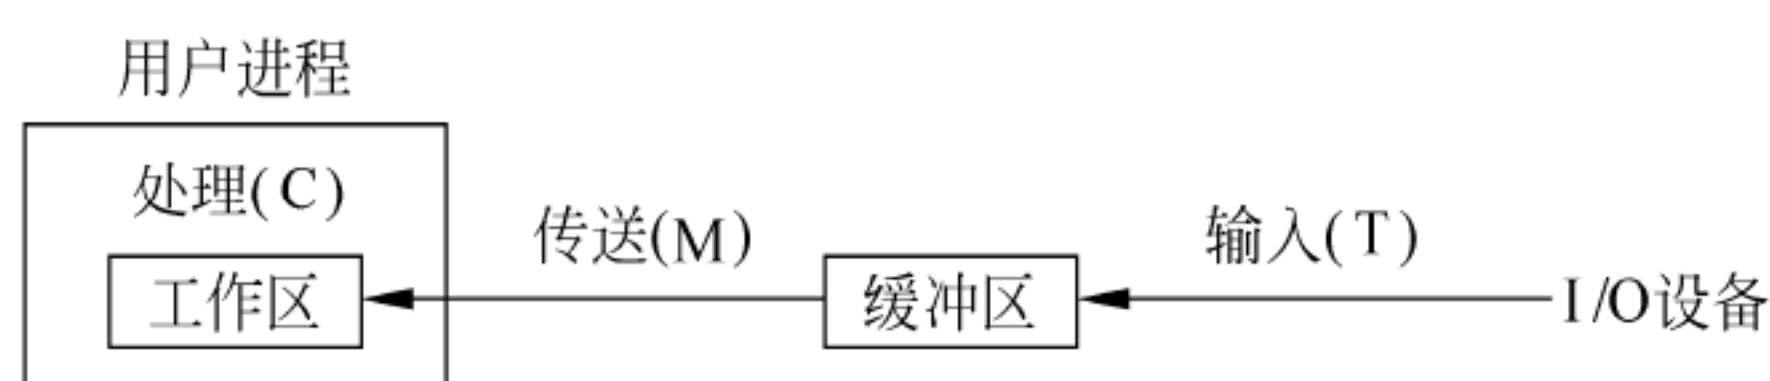 用户进程
处理(C)
传送(M)
输入(T)
工作区
缓冲区
I/O设备